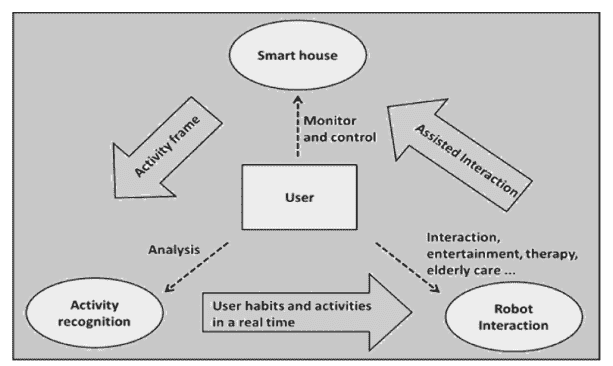 Smart house
Monitor
and control
Activity frame
Assisted Interaction
User
Analysis
Interaction,
entertainment, therapy,
elderly care ...
Activity
recognition
User habits and activities
in a real time
Robot
Interaction